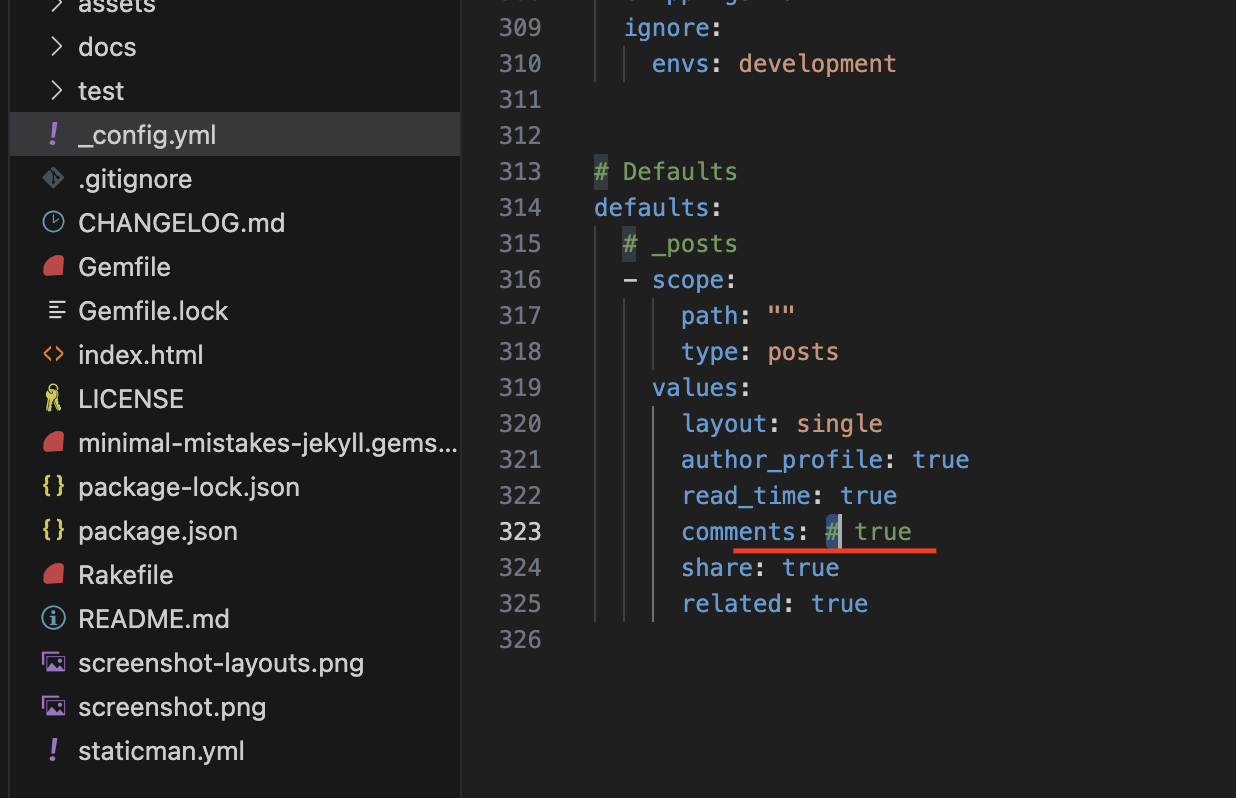 assets
docs
test
_config.yml
.gitignore
CHANGELOG.md
Gemfile
Gemfile.lock
index.html
LICENSE
minimal-mistakes-jekyll.gems...
package-lock.json
package.json
Rakefile
README.md
screenshot-layouts.png
screenshot.png
staticman.yml
309 ignore:
310 envs: development
311
312
313 # Defaults
314 defaults:
315 # _posts
316 - scope:
317 path: ""
318 type: posts
319 values:
320 layout: single
321 author_profile: true
322 read_time: true
323 comments: # true
324 share: true
325 related: true
326